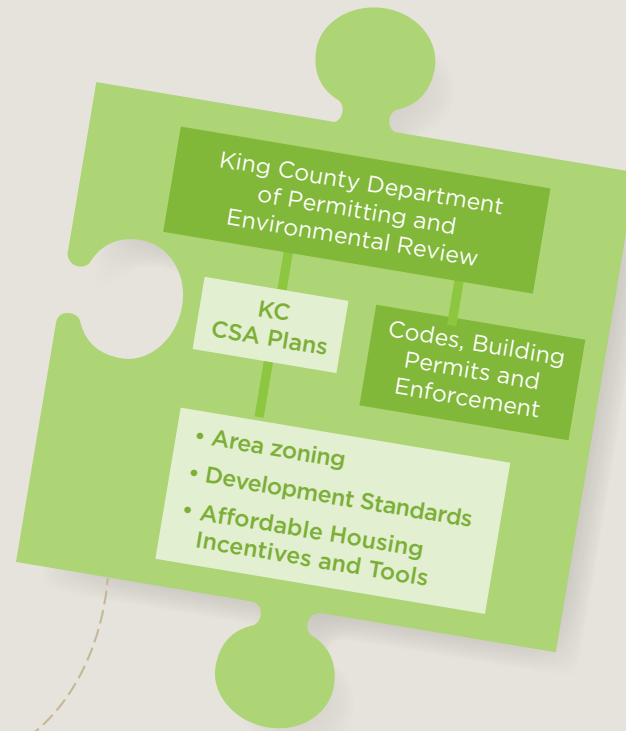 King County Department
of Permitting and
Environmental Review
KC
CSA Plans
Codes, Building
Permits and
Enforcement
• Area zoning
• Development Standards
• Affordable Housing
Incentives and Tools